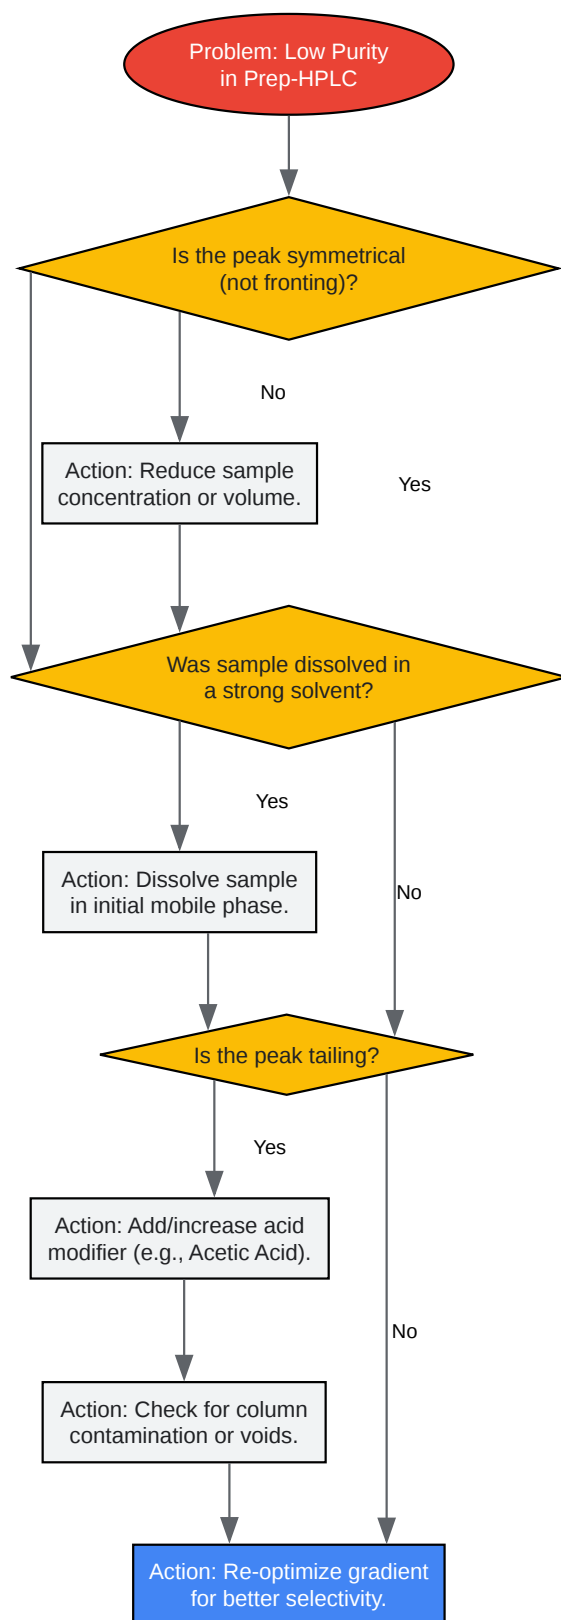 Problem: Low Purity
in Prep-HPLC
Is the peak symmetrical
(not fronting)?
No
Action: Reduce sample
concentration or volume.
Yes
Was sample dissolved in
a strong solvent?
Yes
Action: Dissolve sample
in initial mobile phase.
No
Is the peak tailing?
Yes
Action: Add/increase acid
modifier (e.g., Acetic Acid).
No
Action: Check for column
contamination or voids.
Action: Re-optimize gradient
for better selectivity.